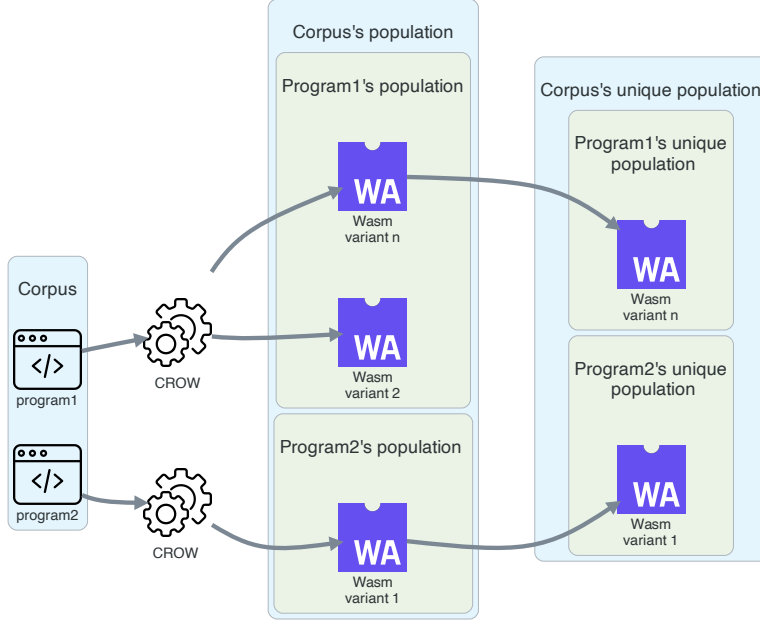 Corpus's population
Program1's population
WA
Wasm
variant n
WA
Wasm
variant 2
Program2's population
WA
Wasm
variant 1
Corpus's unique population
Program1's unique
population
WA
Wasm
variant n
Program2's unique
population
WA
Wasm
variant 1
Corpus
</>
program1
</>
program2
CROW
CROW